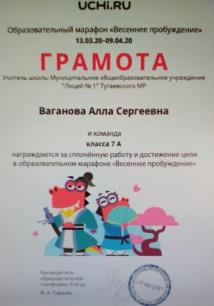 UCHi.RU
Образовательный марафон «Весеннее пробуждение»
13.03.20-09.04.20
ГРАМОТА
Учитель школы Муниципальное общеобразовательное учреждение
"Лицей № 1" Тутаевского МР
Ваганова Алла Сергеевна
и команда
класса 7 А
награждаются за сплочённую работу и достижение цели
в образовательном марафоне «Весеннее пробуждение»
Руководитель
образовательной
платформы Учи.ру
И. А. Паршин